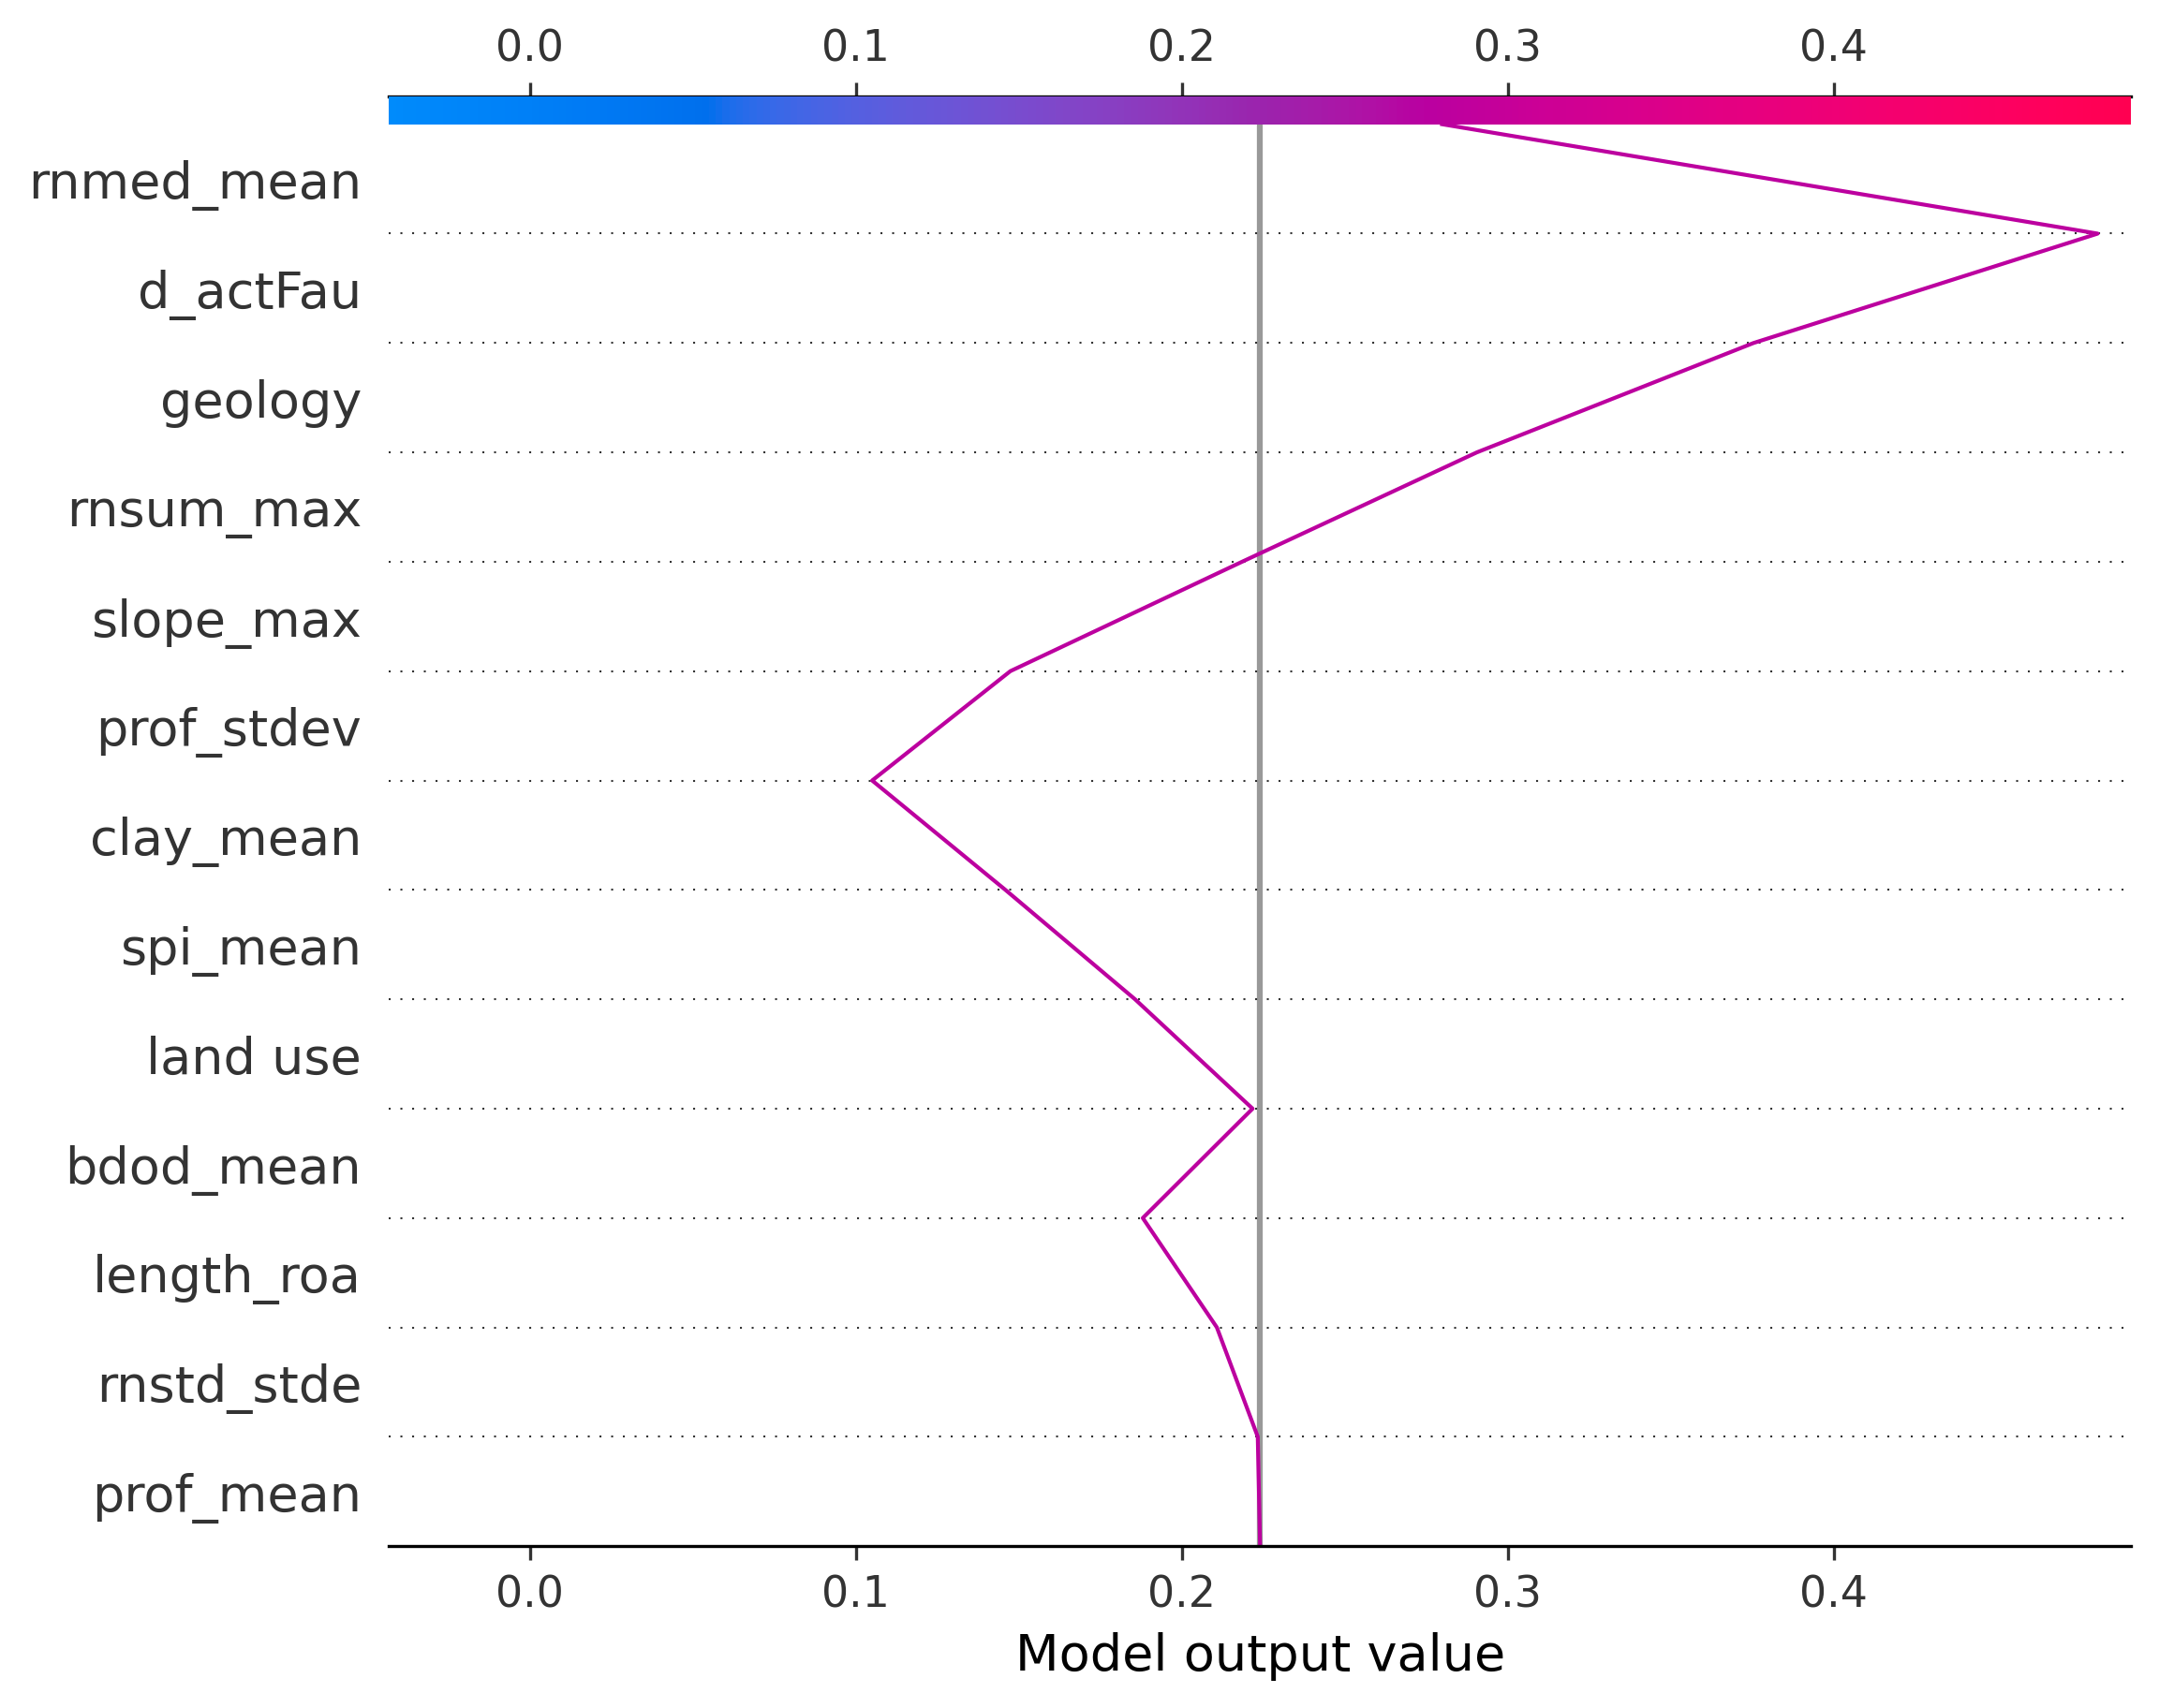 0.0 0.1 0.2 0.3 0.4
rnmed_mean
d_actFau
geology
rnsum_max
slope_max
prof_stdev
clay_mean
spi_mean
land use
bdod_mean
length_roa
rnstd_stde
prof_mean
0.0 0.1 0.2 0.3 0.4
Model output value